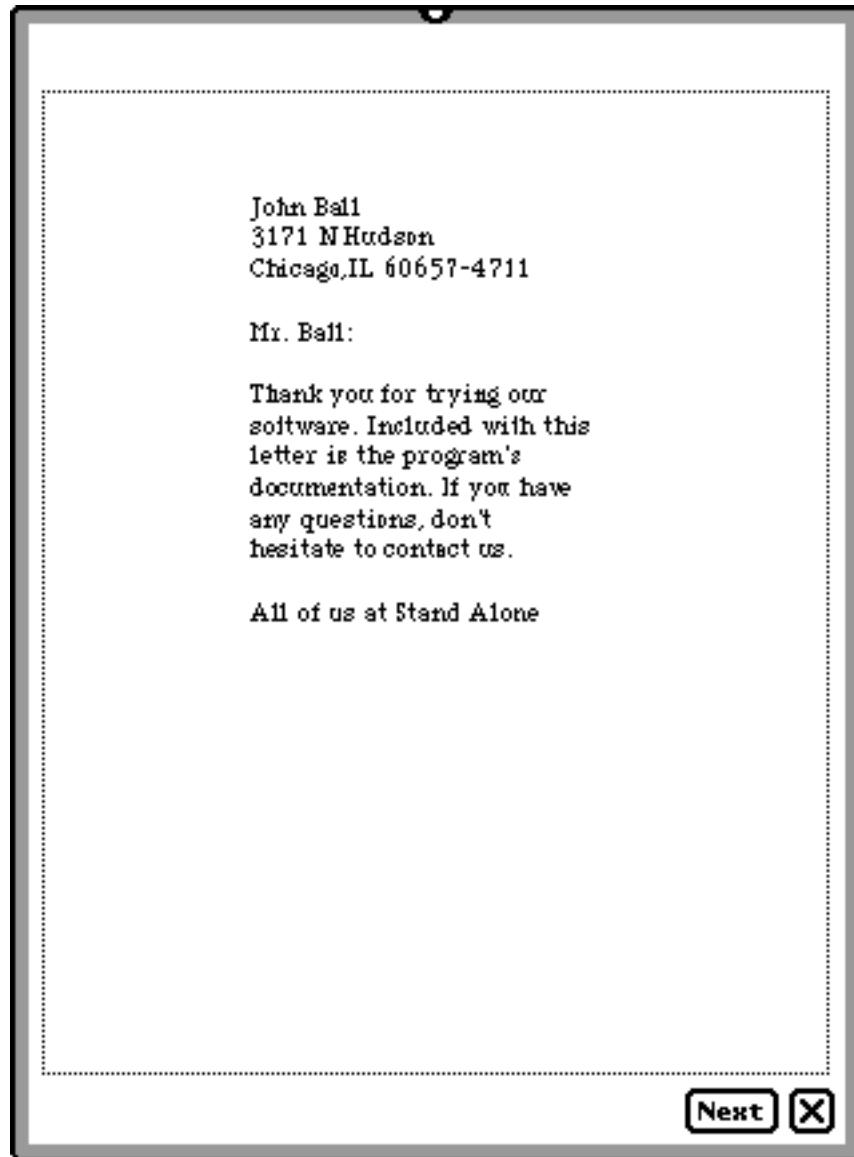 John Ball
3171 N Hudson
Chicago,IL 60657-4711
Mr. Ball:
Thank you for trying our
software. Included with this
letter is the program's
documentation. If you have
any questions, don't
hesitate to contact us.
All of us at Stand Alone
Next